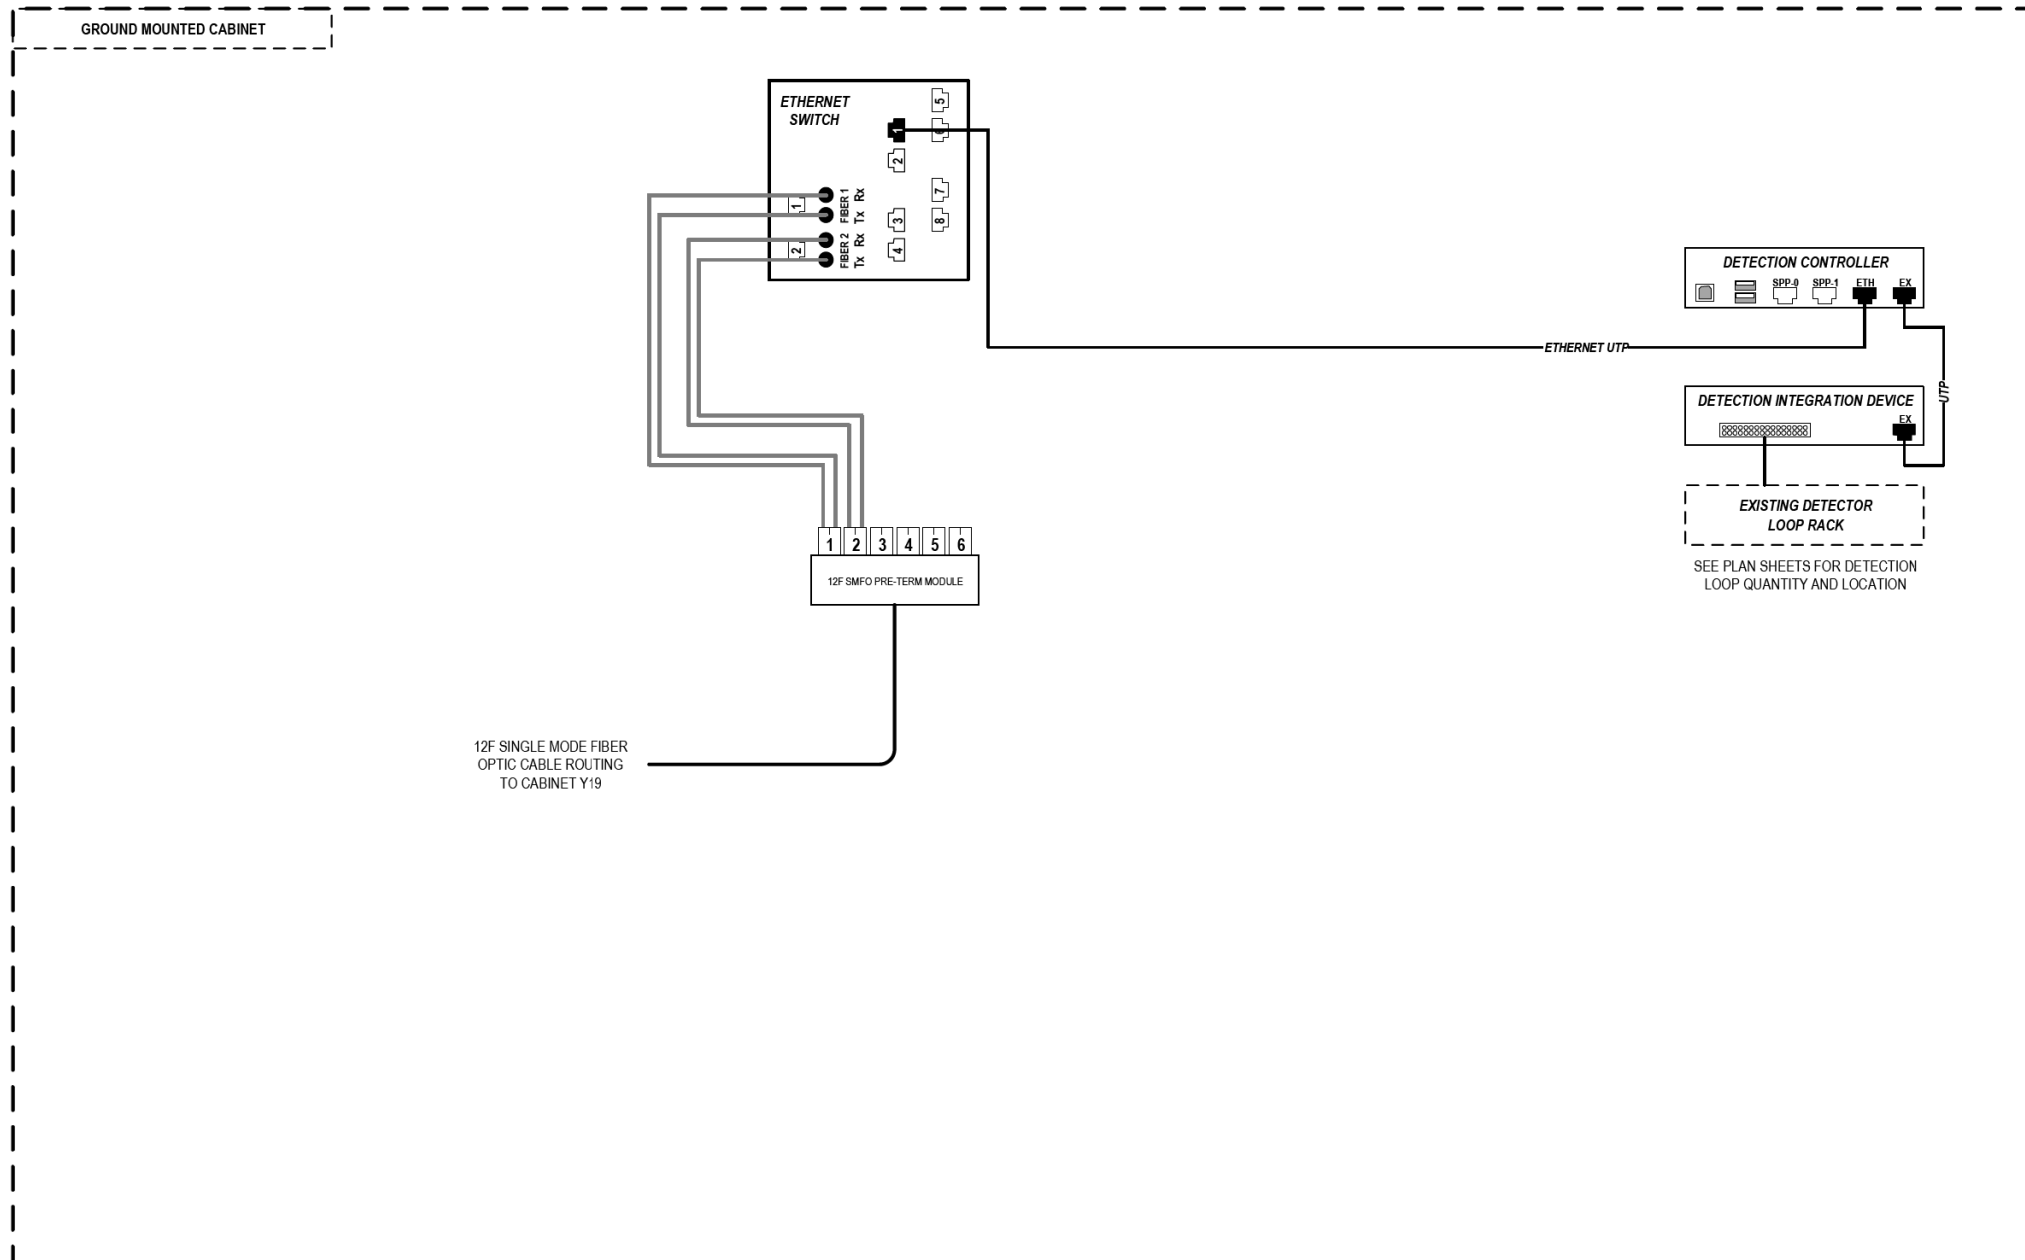 GROUND MOUNTED CABINET
ETHERNET
SWITCH
5
1
6
2
7
3
8
4
1
FIBER 1
Rx
Tx
2
FIBER 2
Rx
Tx
DETECTION CONTROLLER
SPP-0
SPP-1
ETH
EX
ETHERNET UTP
UTP
DETECTION INTEGRATION DEVICE
EX
EXISTING DETECTOR
LOOP RACK
SEE PLAN SHEETS FOR DETECTION
LOOP QUANTITY AND LOCATION
1 2 3 4 5 6
12F SMFO PRE-TERM MODULE
12F SINGLE MODE FIBER
OPTIC CABLE ROUTING
TO CABINET Y19